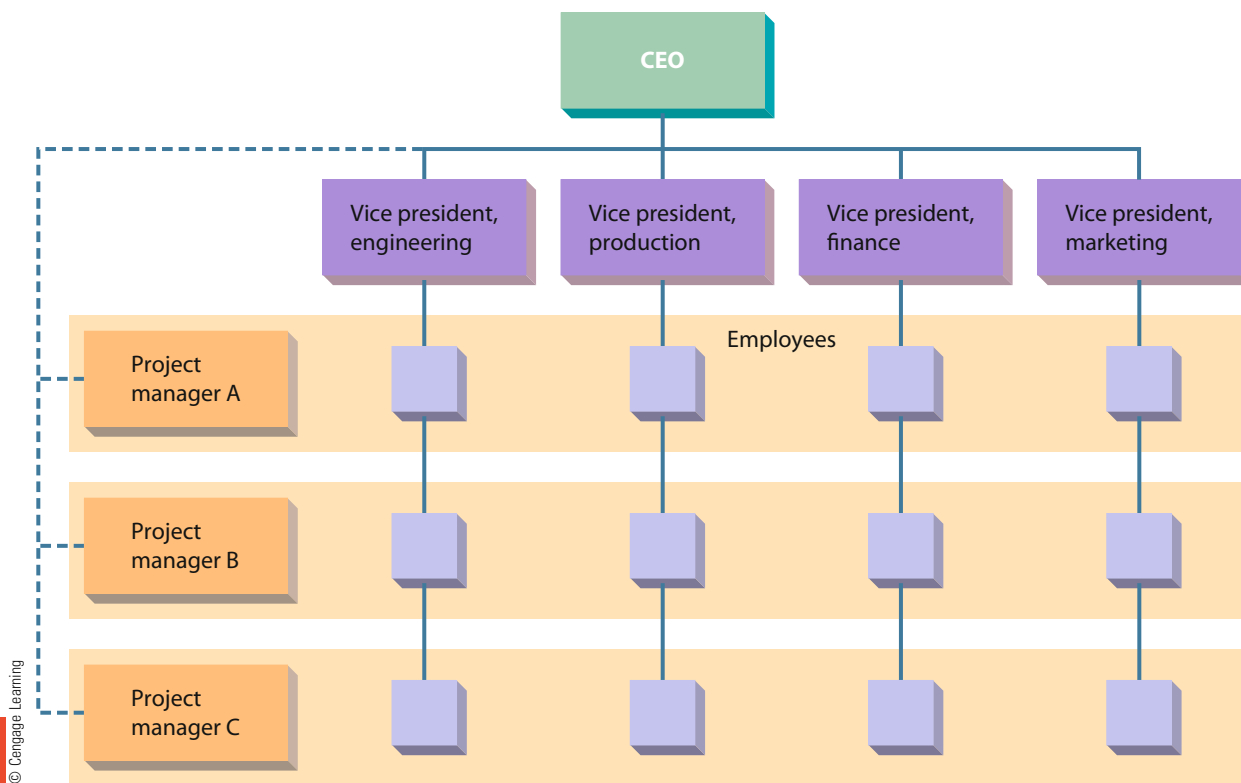 CEO
Vice president,
engineering
Vice president,
production
Vice president,
finance
Vice president,
marketing
Employees
Project
manager A
Project
manager B
Project
manager C
© Cengage Learning